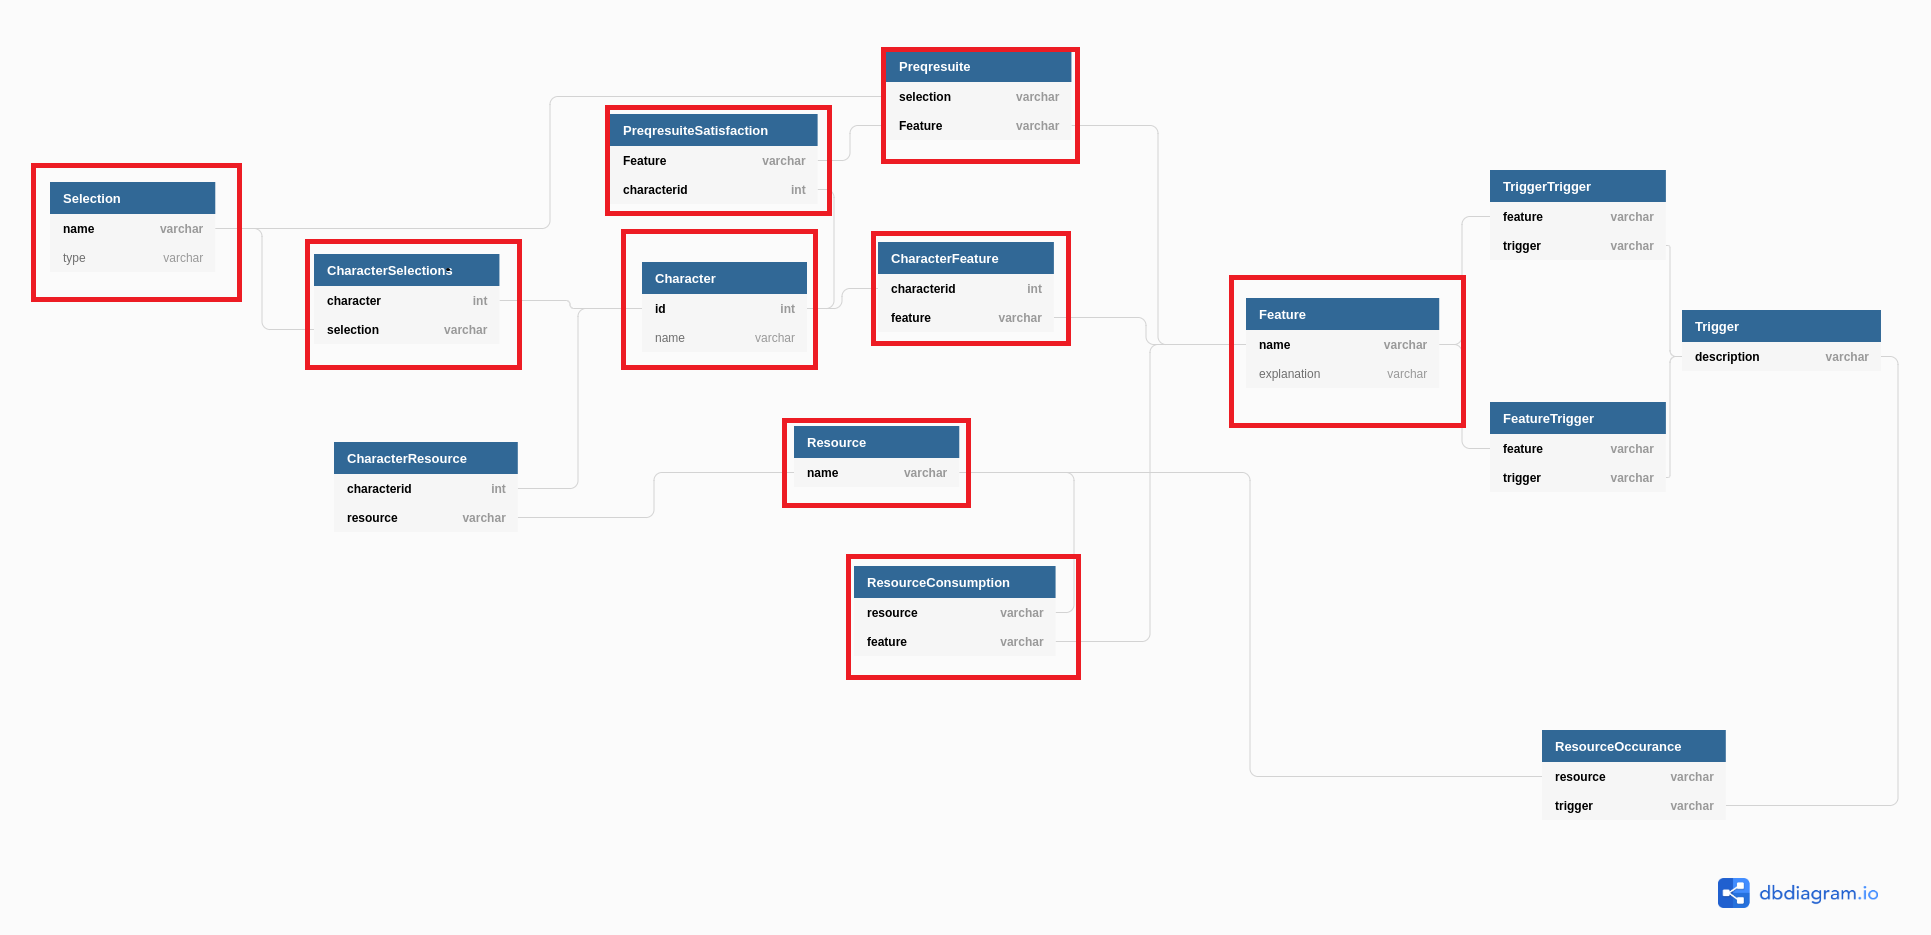 Preqresuite
selection varchar
Feature varchar
PreqresuiteSatisfaction
Feature varchar
characterid int
Selection
name varchar
type varchar
CharacterSelections
character int
selection varchar
Character
id int
name varchar
CharacterFeature
characterid int
feature varchar
Feature
name varchar
explanation varchar
TriggerTrigger
feature varchar
trigger varchar
Trigger
description varchar
FeatureTrigger
feature varchar
trigger varchar
CharacterResource
characterid int
resource varchar
Resource
name varchar
ResourceConsumption
resource varchar
feature varchar
ResourceOccurance
resource varchar
trigger varchar
dbdiagram.io